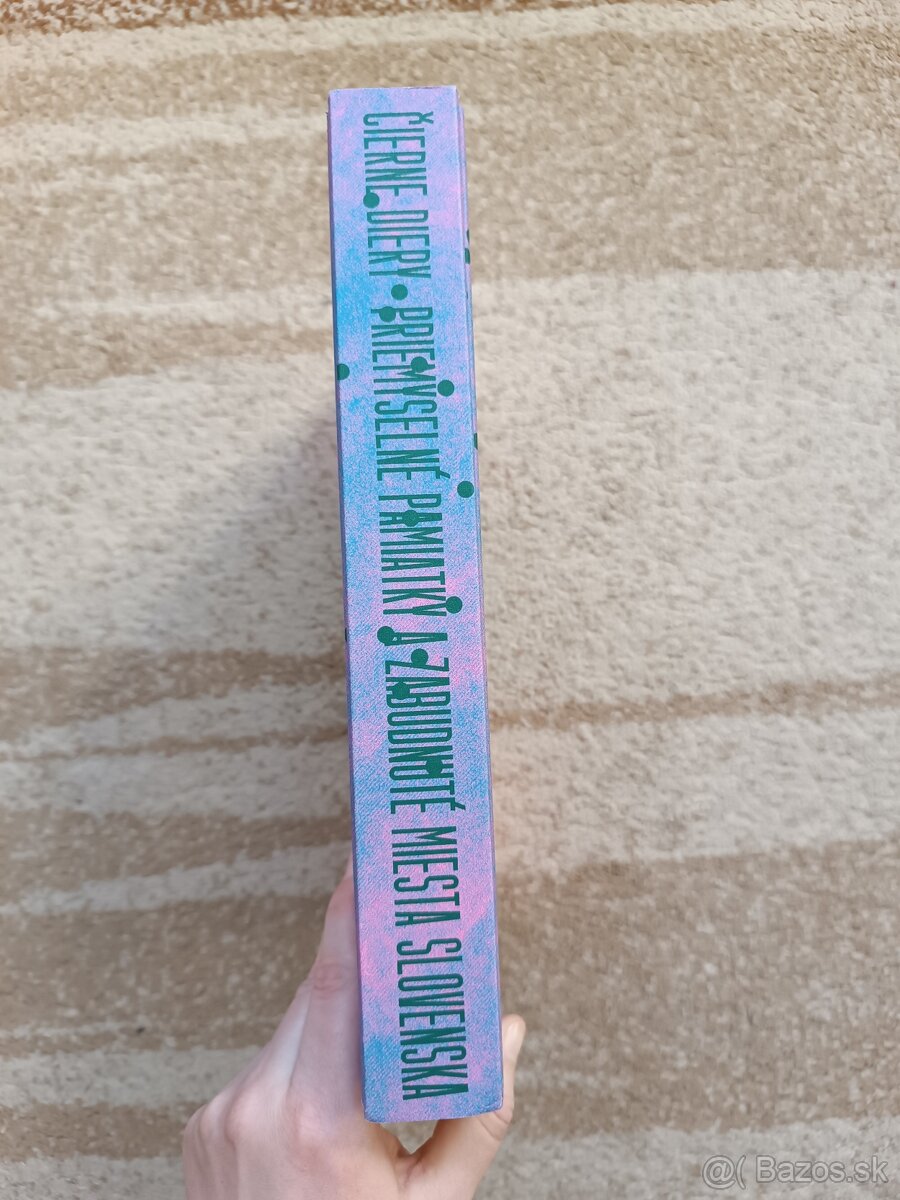 ČIERNE DIERY • PRIEMYSELNÉ PAMIATKY A ZABUDNUTÉ MIESTA SLOVENSKA
@( Bazos.sk